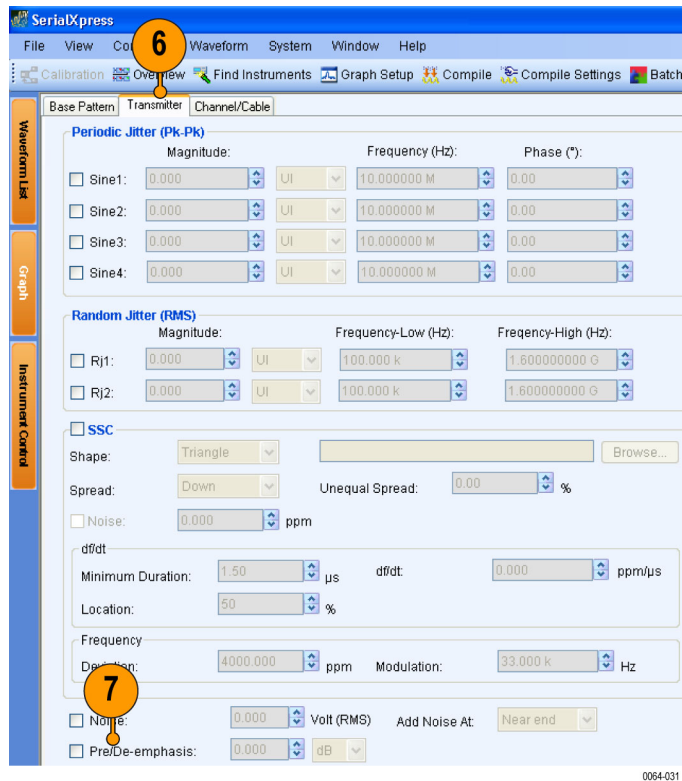 SerialXpress
File View Co 6 Waveform System Window Help
Calibration Overview Find Instruments Graph Setup Compile Compile Settings Batch
Base Pattern Transmitter Channel/Cable
Waveform List
Graph
Instrument Control
Periodic Jitter (Pk-Pk)
Magnitude: Frequency (Hz): Phase (°):
Sine1: 0.000 UI 10.000000 M 0.00
Sine2: 0.000 UI 10.000000 M 0.00
Sine3: 0.000 UI 10.000000 M 0.00
Sine4: 0.000 UI 10.000000 M 0.00
Random Jitter (RMS)
Magnitude: Frequency-Low (Hz): Freqency-High (Hz):
Rj1: 0.000 UI 100.000 k 1.600000000 G
Rj2: 0.000 UI 100.000 k 1.600000000 G
SSC
Shape: Triangle Browse...
Spread: Down Unequal Spread: 0.00 %
Noise: 0.000 ppm
df/dt
Minimum Duration: 1.50 µs df/dt: 0.000 ppm/µs
Location: 50 %
Frequency
Deviation: 4000.000 ppm Modulation: 33.000 k Hz
7
Noise: 0.000 Volt (RMS) Add Noise At: Near end
Pre/De-emphasis: 0.000 dB
0064-031